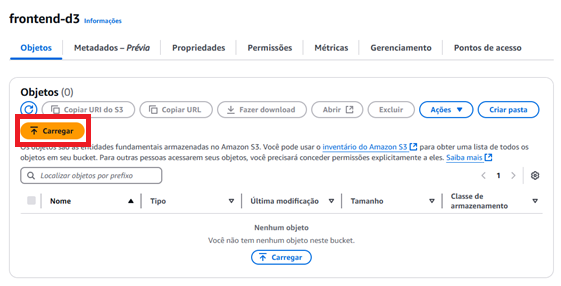 frontend-d3 Informações
Objetos Metadados – Prévia Propriedades Permissões Métricas Gerenciamento Pontos de acesso
Objetos (0)
Copiar URI do S3 Copiar URL Fazer download Abrir Excluir Ações Criar pasta
Carregar
Os objetos são as entidades fundamentais armazenadas no Amazon S3. Você pode usar o inventário do Amazon S3 para obter uma lista de todos os
objetos em seu bucket. Para outras pessoas acessarem seus objetos, você precisará conceder permissões explicitamente a eles. Saiba mais
Localizar objetos por prefixo
1
Nome Tipo Última modificação Tamanho Classe de
armazenamento
Nenhum objeto
Você não tem nenhum objeto neste bucket.
Carregar